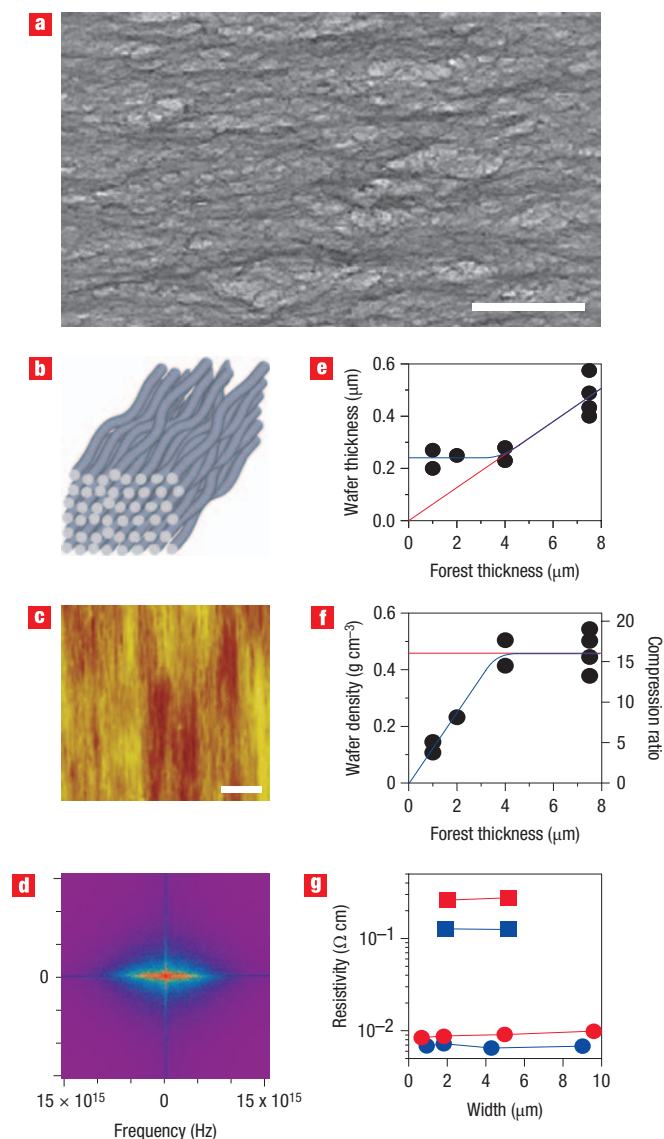 a
b
c
d
15 × 10¹⁵ 0 15 x 10¹⁵
0
Frequency (Hz)
e
0.6
0.4
0.2
0.0
Wafer thickness (μm)
0 2 4 6 8
Forest thickness (μm)
f
0.6
0.4
0.2
0
Wafer density (g cm⁻³)
20
15
10
5
0
Compression ratio
0 2 4 6 8
Forest thickness (μm)
g
10⁻¹
10⁻²
Resistivity (Ω cm)
0 2 4 6 8 10
Width (μm)